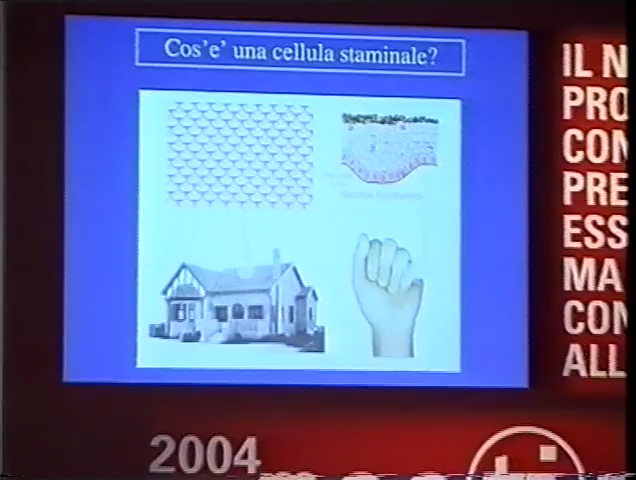 Cos'e' una cellula staminale?
IL N
PRO
CON
PRE
ESS
MA
CON
ALL
2004